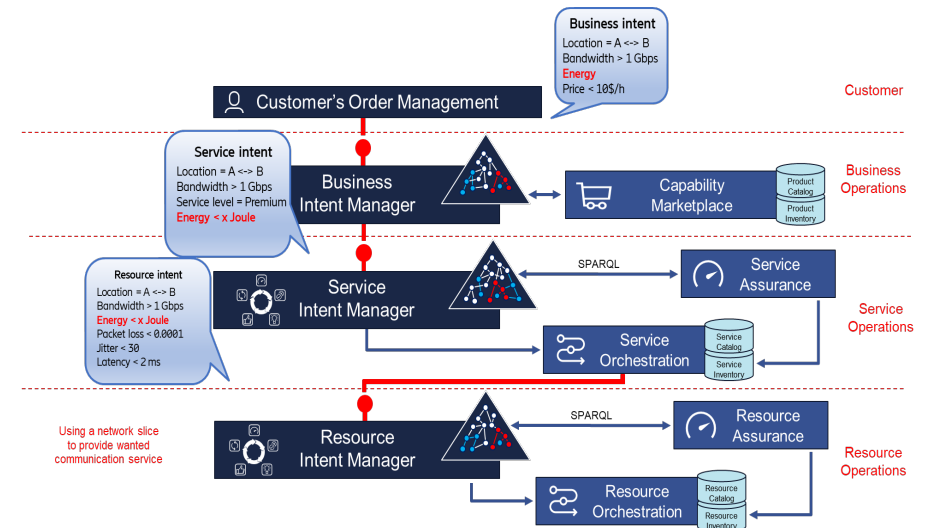 Business intent
Location = A <-> B
Bandwidth > 1 Gbps
Energy
Price < 10$/h
Customer's Order Management
Customer
Service intent
Location = A <-> B
Bandwidth > 1 Gbps
Service level = Premium
Energy < x Joule
Business
Intent Manager
Capability
Marketplace
Product
Catalog
Product
Inventory
Business
Operations
Resource intent
Location = A <-> B
Bandwidth > 1 Gbps
Energy < x Joule
Packet loss < 0.0001
Jitter < 30
Latency < 2 ms
Service
Intent Manager
SPARQL
Service
Assurance
Service
Orchestration
Service
Catalog
Service
Inventory
Service
Operations
Using a network slice
to provide wanted
communication service
Resource
Intent Manager
SPARQL
Resource
Assurance
Resource
Orchestration
Resource
Catalog
Resource
Inventory
Resource
Operations